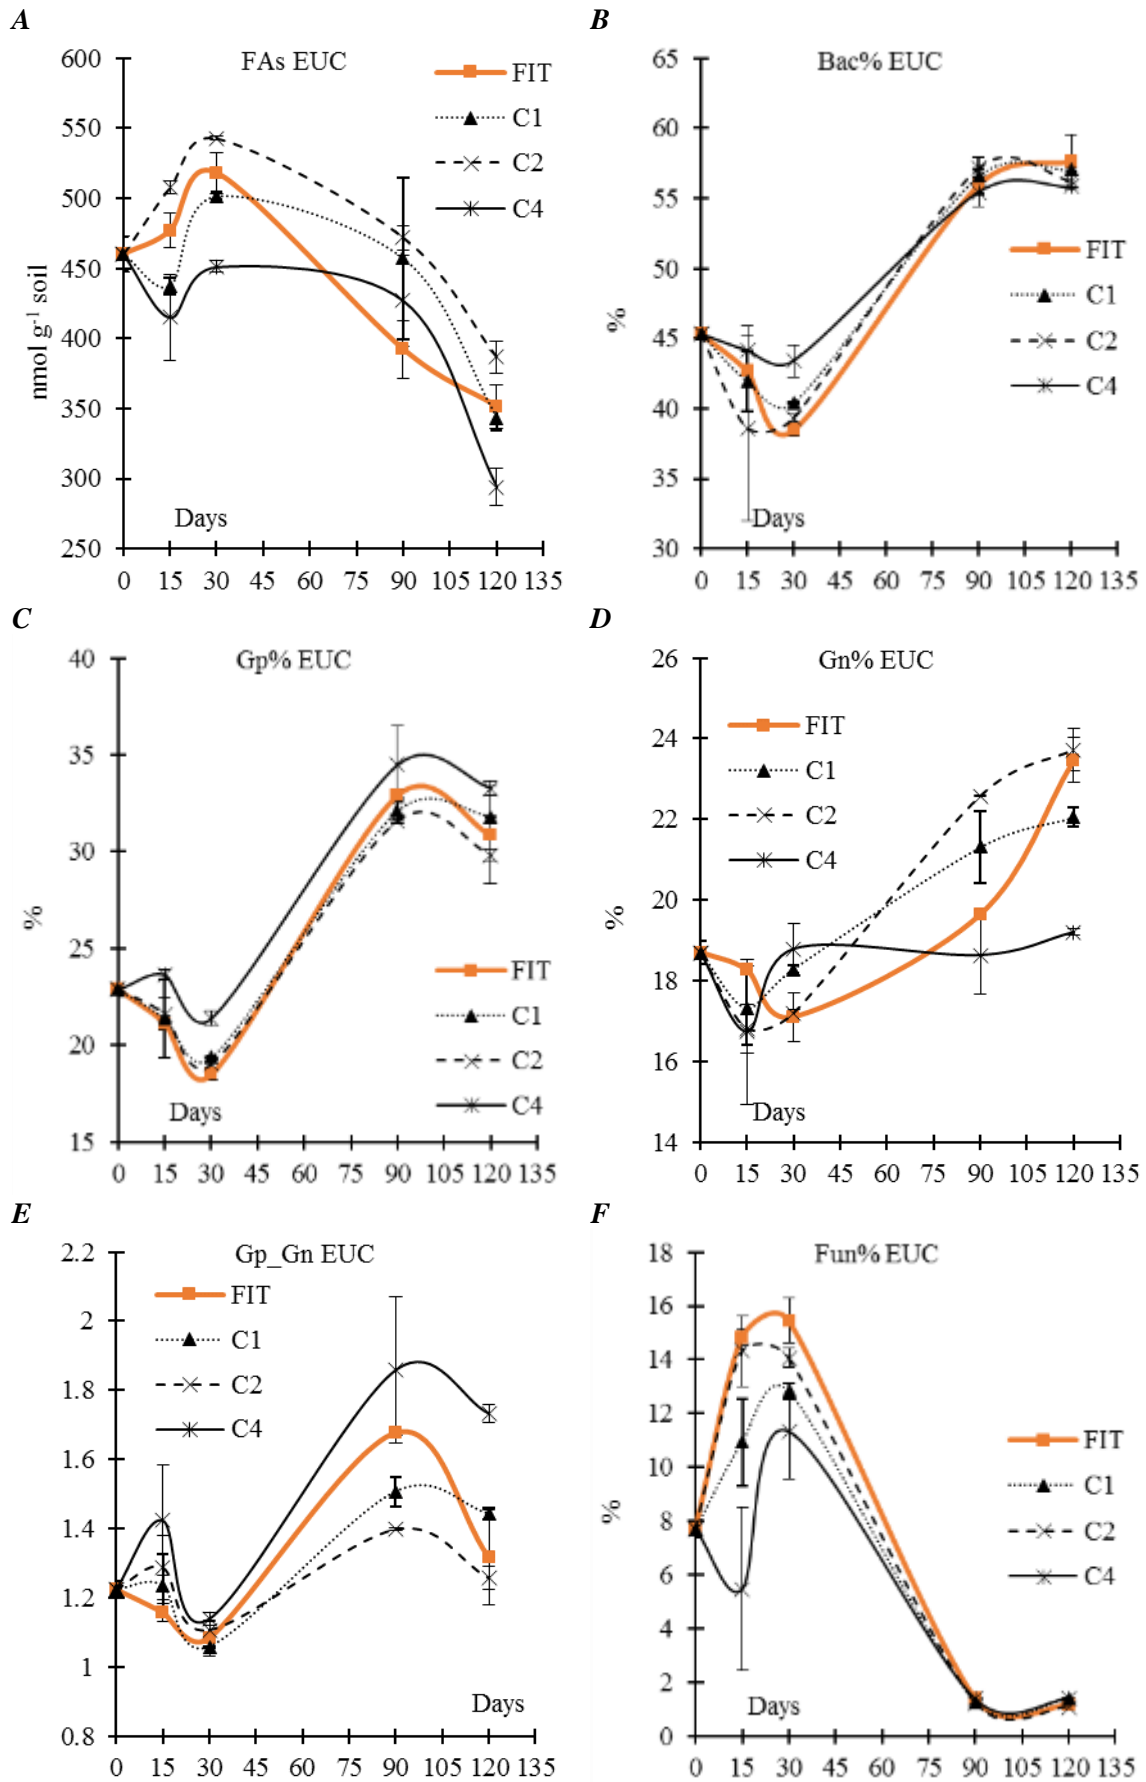 A
FAs EUC
600
550
500
450
400
350
300
250
nmol g⁻¹ soil
FIT
C1
C2
C4
Days
0 15 30 45 60 75 90 105 120 135
B
Bac% EUC
65
60
55
50
45
40
35
30
%
FIT
C1
C2
C4
Days
0 15 30 45 60 75 90 105 120 135
C
Gp% EUC
40
35
30
25
20
15
%
FIT
C1
C2
C4
Days
0 15 30 45 60 75 90 105 120 135
D
Gn% EUC
26
24
22
20
18
16
14
%
FIT
C1
C2
C4
Days
0 15 30 45 60 75 90 105 120 135
E
Gp_Gn EUC
2.2
2
1.8
1.6
1.4
1.2
1
0.8
FIT
C1
C2
C4
Days
0 15 30 45 60 75 90 105 120 135
F
Fun% EUC
18
16
14
12
10
8
6
4
2
0
%
FIT
C1
C2
C4
Days
0 15 30 45 60 75 90 105 120 135